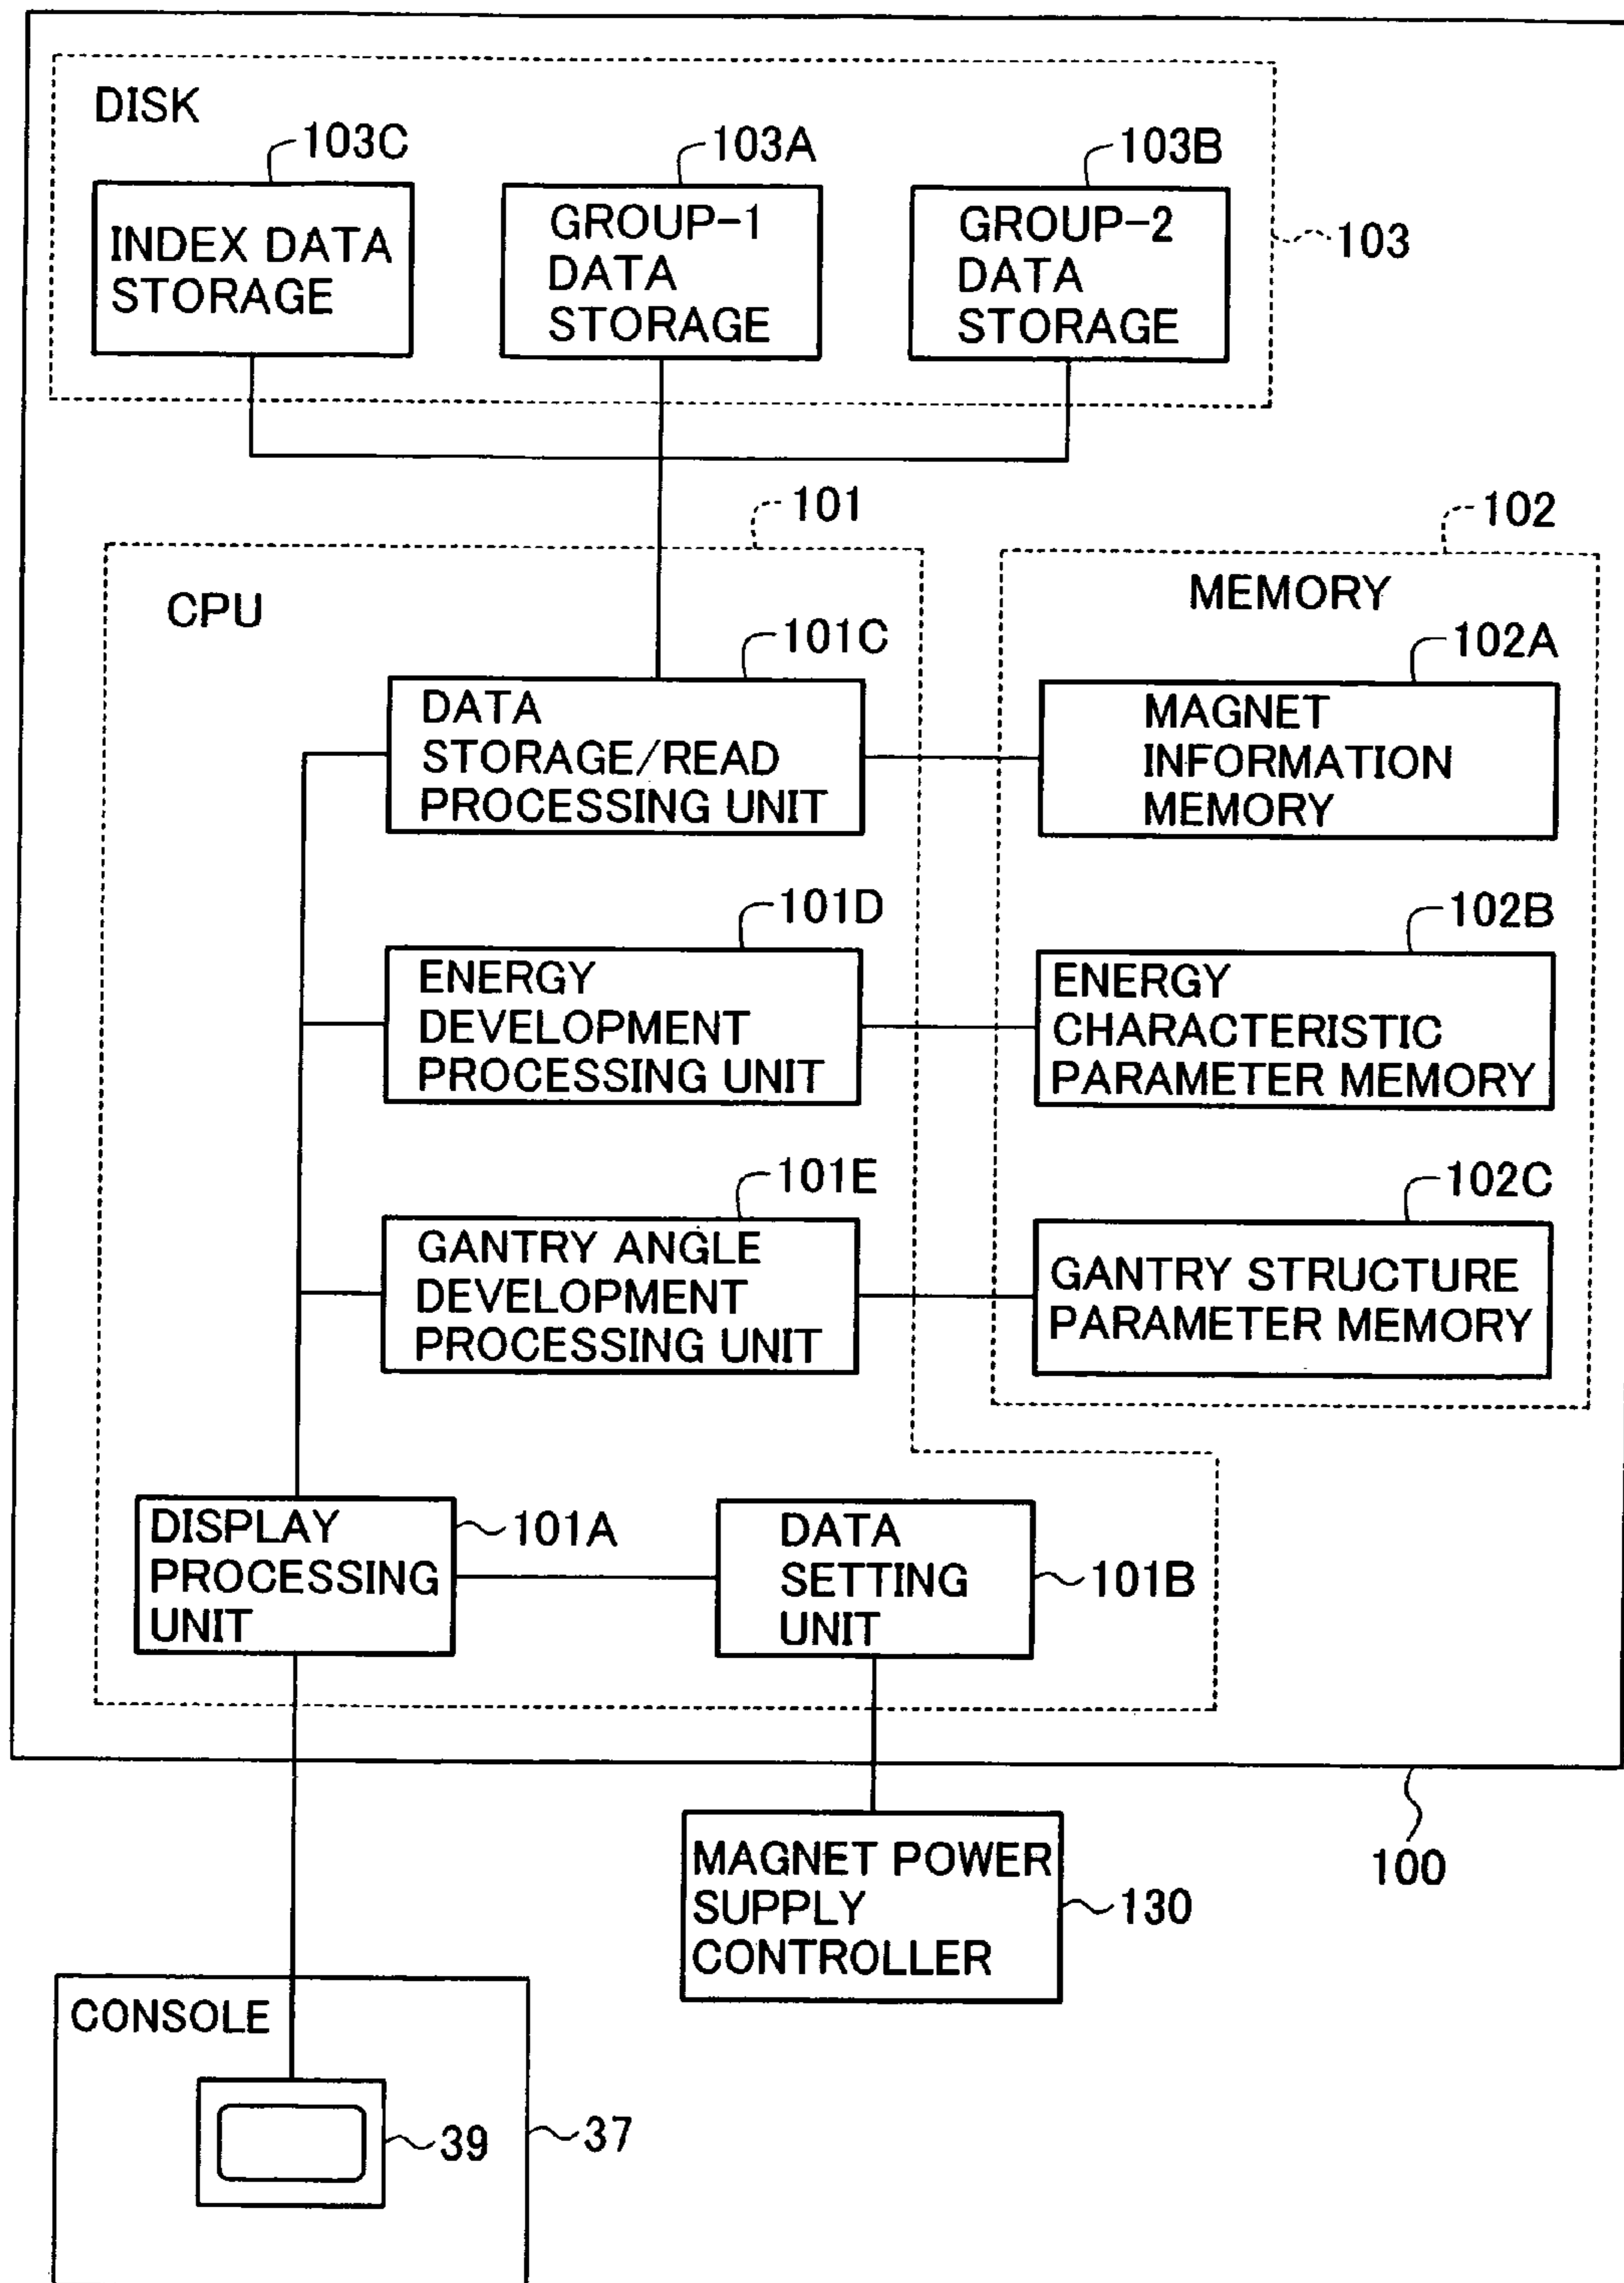 DISK
103C
103A
103B
INDEX DATA
STORAGE
GROUP-1
DATA
STORAGE
GROUP-2
DATA
STORAGE
103
101
102
CPU
MEMORY
101C
102A
DATA
STORAGE/READ
PROCESSING UNIT
MAGNET
INFORMATION
MEMORY
101D
102B
ENERGY
DEVELOPMENT
PROCESSING UNIT
ENERGY
CHARACTERISTIC
PARAMETER MEMORY
101E
102C
GANTRY ANGLE
DEVELOPMENT
PROCESSING UNIT
GANTRY STRUCTURE
PARAMETER MEMORY
DISPLAY
PROCESSING
UNIT
101A
DATA
SETTING
UNIT
101B
100
MAGNET POWER
SUPPLY
CONTROLLER
130
CONSOLE
39
37